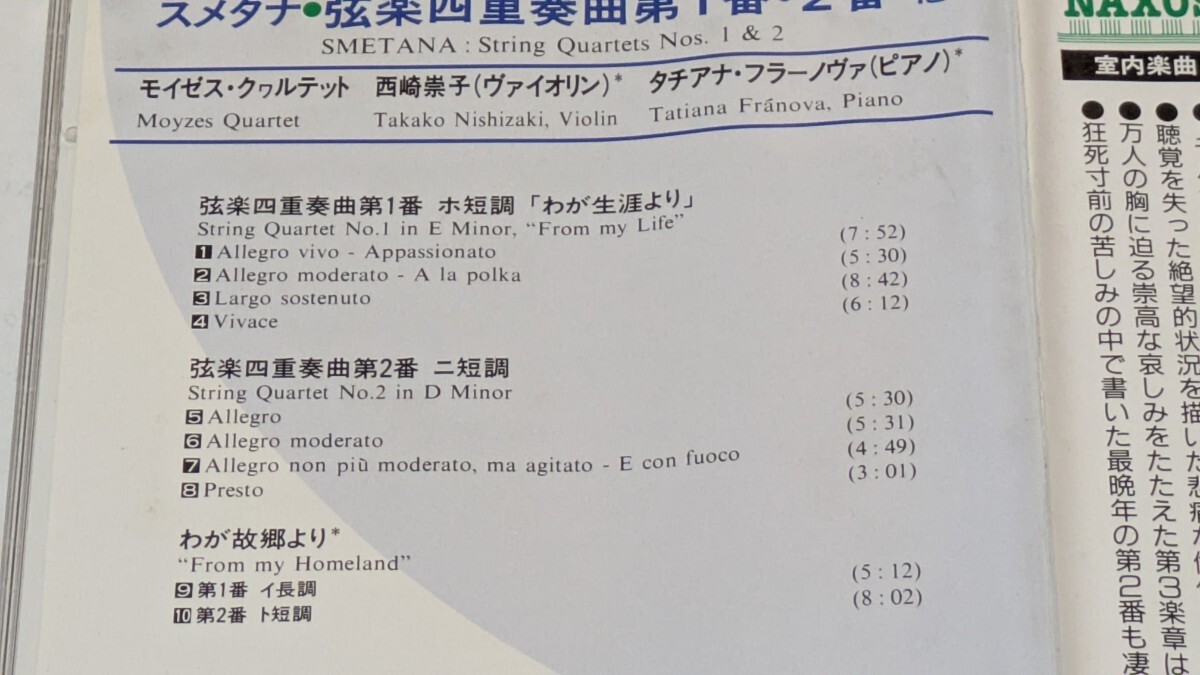 スメタナ●弦楽四重奏曲第1番・2番
SMETANA : String Quartets Nos. 1 & 2
モイゼス・クヮルテット 西崎崇子(ヴァイオリン)* タチアナ・フラーノヴァ(ピアノ)*
Moyzes Quartet Takako Nishizaki, Violin Tatiana Fránova, Piano
弦楽四重奏曲第1番 ホ短調「わが生涯より」
String Quartet No.1 in E Minor, “From my Life”
1 Allegro vivo - Appassionato (7 : 52)
2 Allegro moderato - A la polka (5 : 30)
3 Largo sostenuto (8 : 42)
4 Vivace (6 : 12)
弦楽四重奏曲第2番 ニ短調
String Quartet No.2 in D Minor
5 Allegro (5 : 30)
6 Allegro moderato (5 : 31)
7 Allegro non più moderato, ma agitato - E con fuoco (4 : 49)
8 Presto (3 : 01)
わが故郷より*
“From my Homeland”
9 第1番 イ長調 (5 : 12)
10 第2番 ト短調 (8 : 02)
NAXOS
室内楽曲
●聴覚を失った絶望的状況を描いた悲痛な
●万人の胸に迫る崇高な哀しみをたたえた第3楽章は
●狂死寸前の苦しみの中で書いた最晩年の第2番も凄